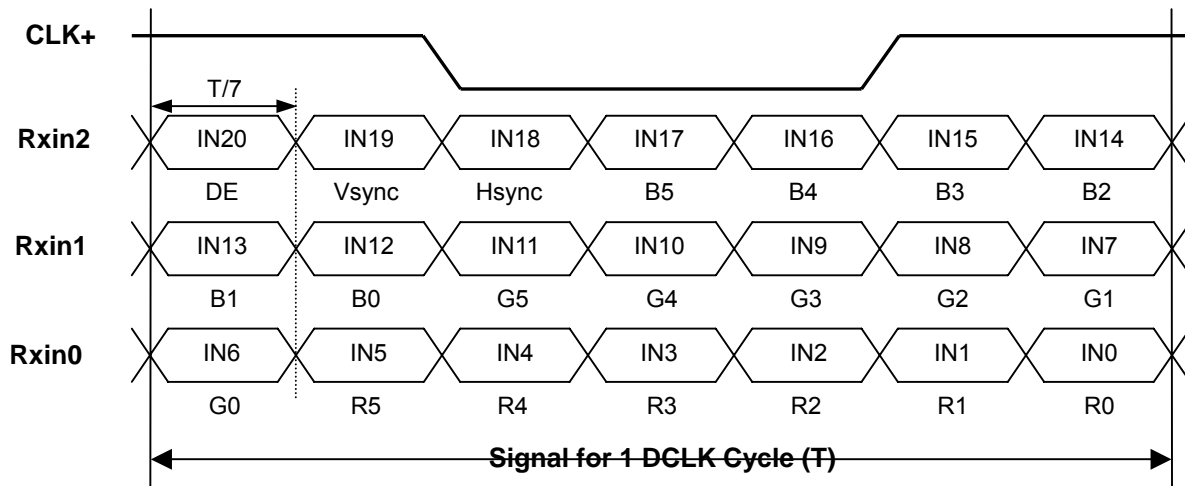 CLK+
T/7
Rxin2 IN20 IN19 IN18 IN17 IN16 IN15 IN14
DE Vsync Hsync B5 B4 B3 B2
Rxin1 IN13 IN12 IN11 IN10 IN9 IN8 IN7
B1 B0 G5 G4 G3 G2 G1
Rxin0 IN6 IN5 IN4 IN3 IN2 IN1 IN0
G0 R5 R4 R3 R2 R1 R0
Signal for 1 DCLK Cycle (T)